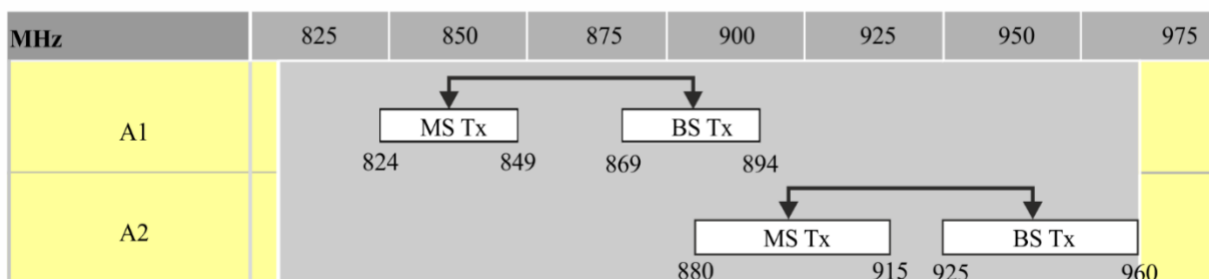 MHz 825 850 875 900 925 950 975
A1 MS Tx BS Tx
824 849 869 894
A2 MS Tx BS Tx
880 915 925 960